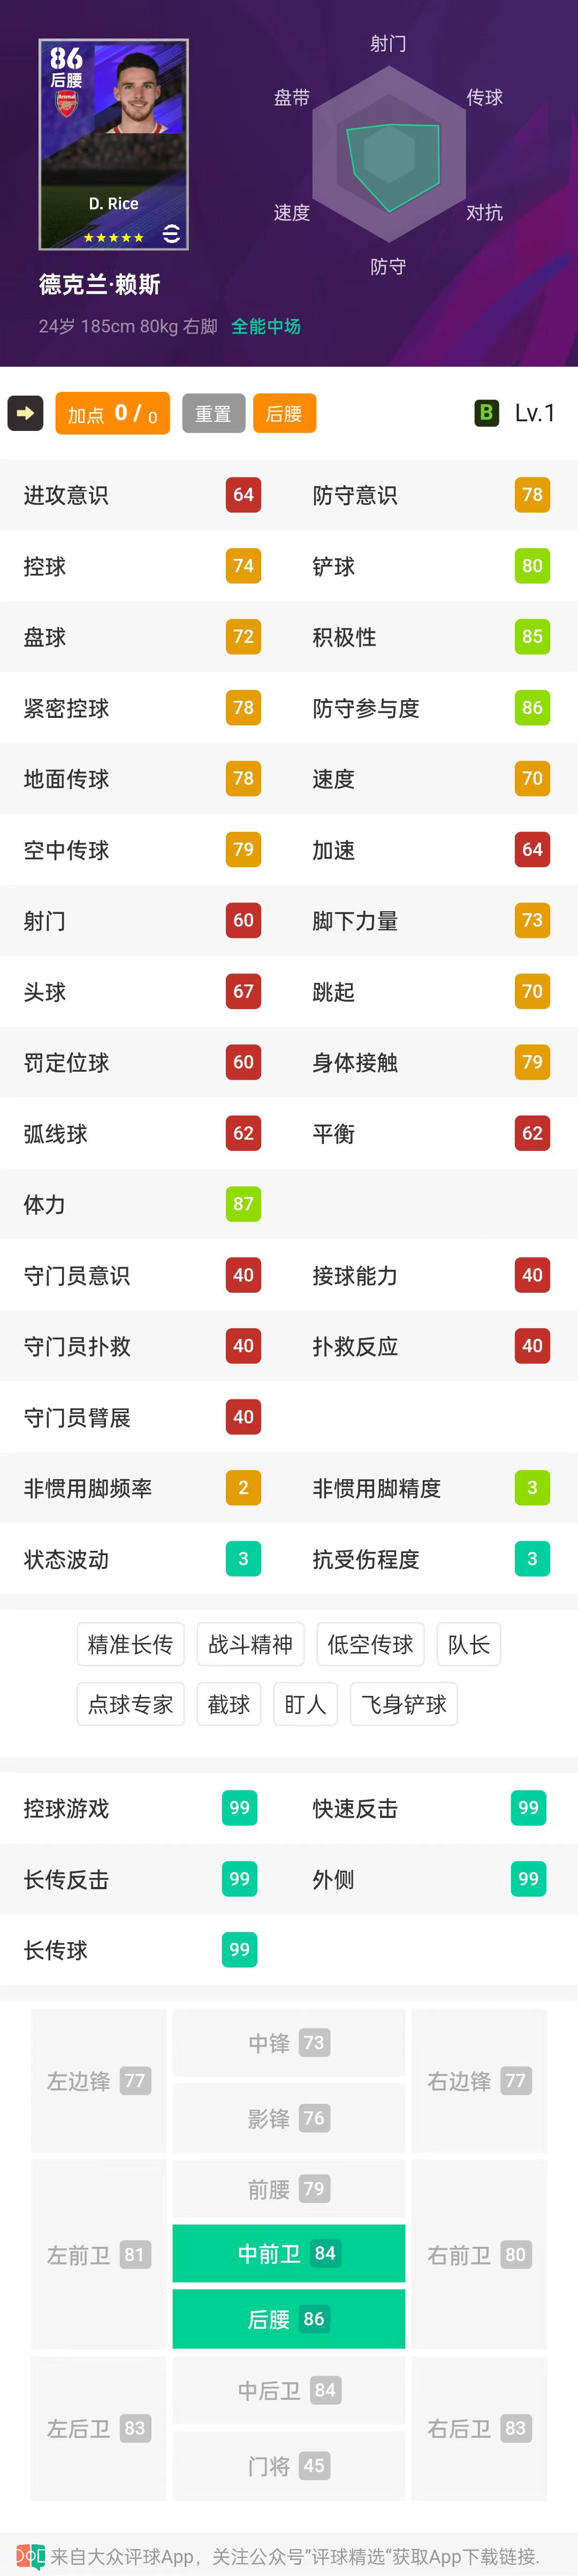 射门
盘带 传球
速度 对抗
防守
86
后腰
Arsenal
D. Rice
德克兰·赖斯
24岁 185cm 80kg 右脚 全能中场
加点 0 / 0 重置 后腰 B Lv.1
进攻意识 64 防守意识 78
控球 74 铲球 80
盘球 72 积极性 85
紧密控球 78 防守参与度 86
地面传球 78 速度 70
空中传球 79 加速 64
射门 60 脚下力量 73
头球 67 跳起 70
罚定位球 60 身体接触 79
弧线球 62 平衡 62
体力 87
守门员意识 40 接球能力 40
守门员扑救 40 扑救反应 40
守门员臂展 40
非惯用脚频率 2 非惯用脚精度 3
状态波动 3 抗受伤程度 3
精准长传 战斗精神 低空传球 队长
点球专家 截球 盯人 飞身铲球
控球游戏 99 快速反击 99
长传反击 99 外侧 99
长传球 99
中锋 73
左边锋 77 右边锋 77
影锋 76
前腰 79
左前卫 81 中前卫 84 右前卫 80
后腰 86
中后卫 84
左后卫 83 右后卫 83
门将 45
来自大众评球App，关注公众号”评球精选“获取App下载链接.